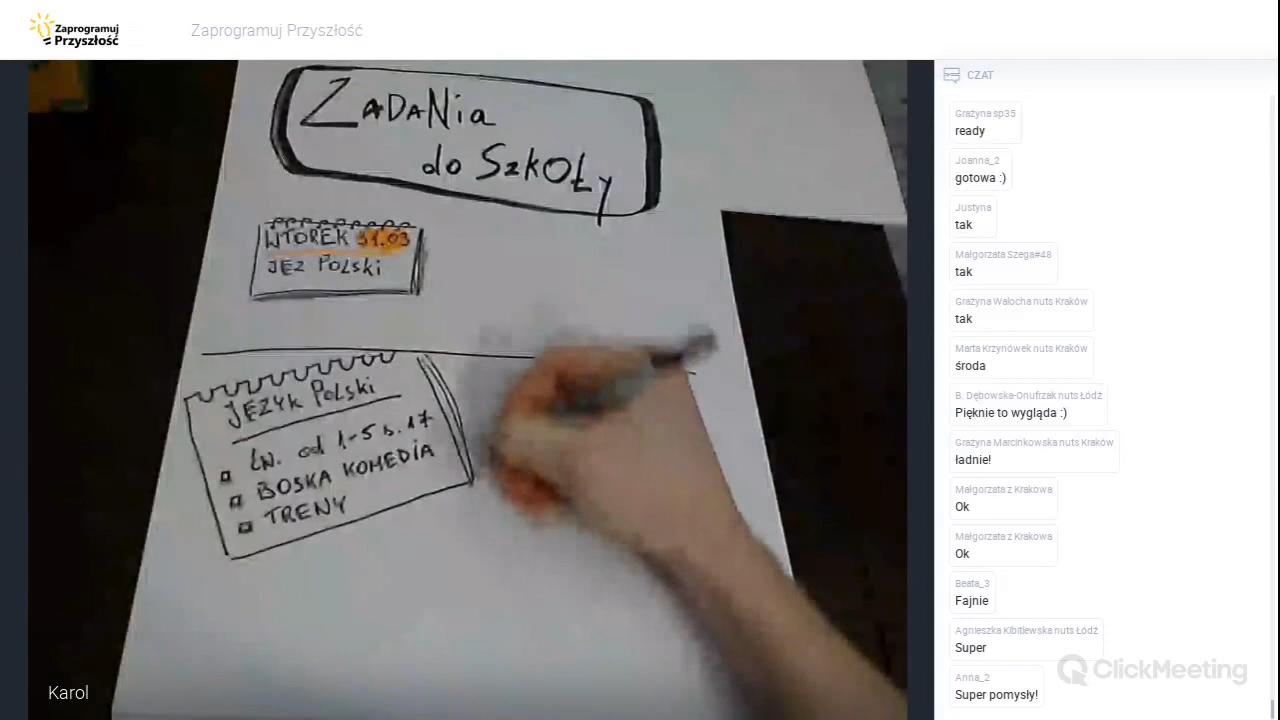 Zaprogramuj
Przyszłość
Zaprogramuj Przyszłość
ZADANIA
do SZKOŁY
WTOREK 31.03
JĘZ POLSKI
JĘZYK POLSKI
ĆW. od 1-5 s. 17
BOSKA KOMEDIA
TRENY
Karol
CZAT
Grażyna sp35
ready
Joanna_2
gotowa :)
Justyna
tak
Małgorzata Szega#48
tak
Grażyna Wałocha nuts Kraków
tak
Marta Krzynówek nuts Kraków
środa
B. Dębowska-Onufrzak nuts Łódź
Pięknie to wygląda :)
Grażyna Marcinkowska nuts Kraków
ładnie!
Małgorzata z Krakowa
Ok
Małgorzata z Krakowa
Ok
Beata_3
Fajnie
Agnieszka Kibitlewska nuts Łódź
Super
Anna_2
Super pomysły!
ClickMeeting